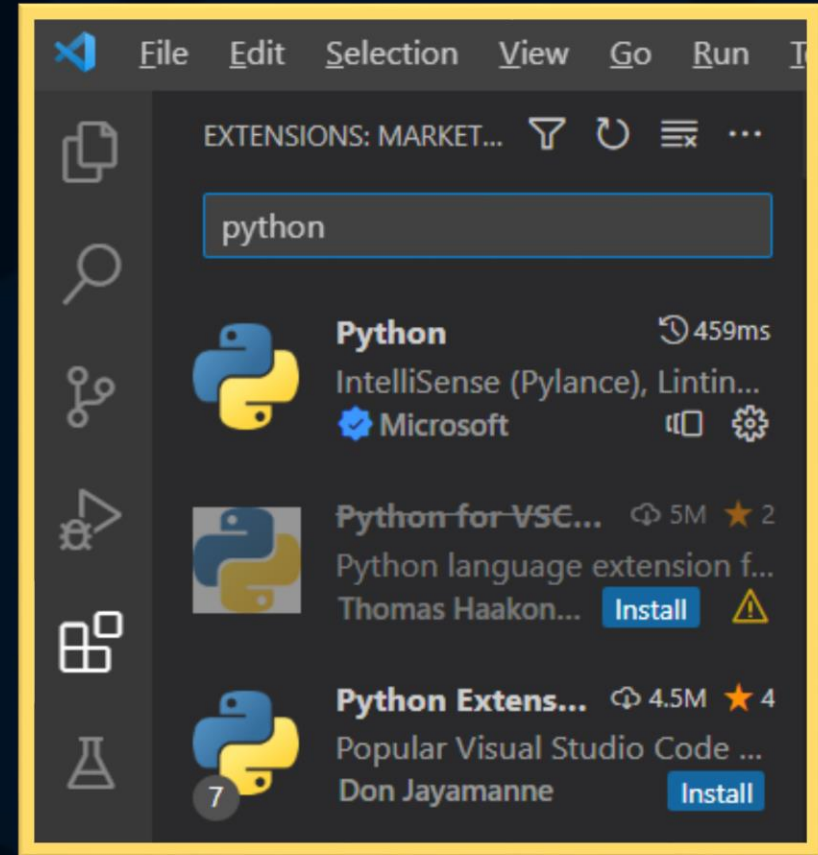 File Edit Selection View Go Run
EXTENSIONS: MARKET... ...
python
Python 459ms
IntelliSense (Pylance), Lintin...
Microsoft
Python for VSC... 5M 2
Python language extension f...
Thomas Haakon... Install
Python Extens... 4.5M 4
Popular Visual Studio Code ...
7 Don Jayamanne Install